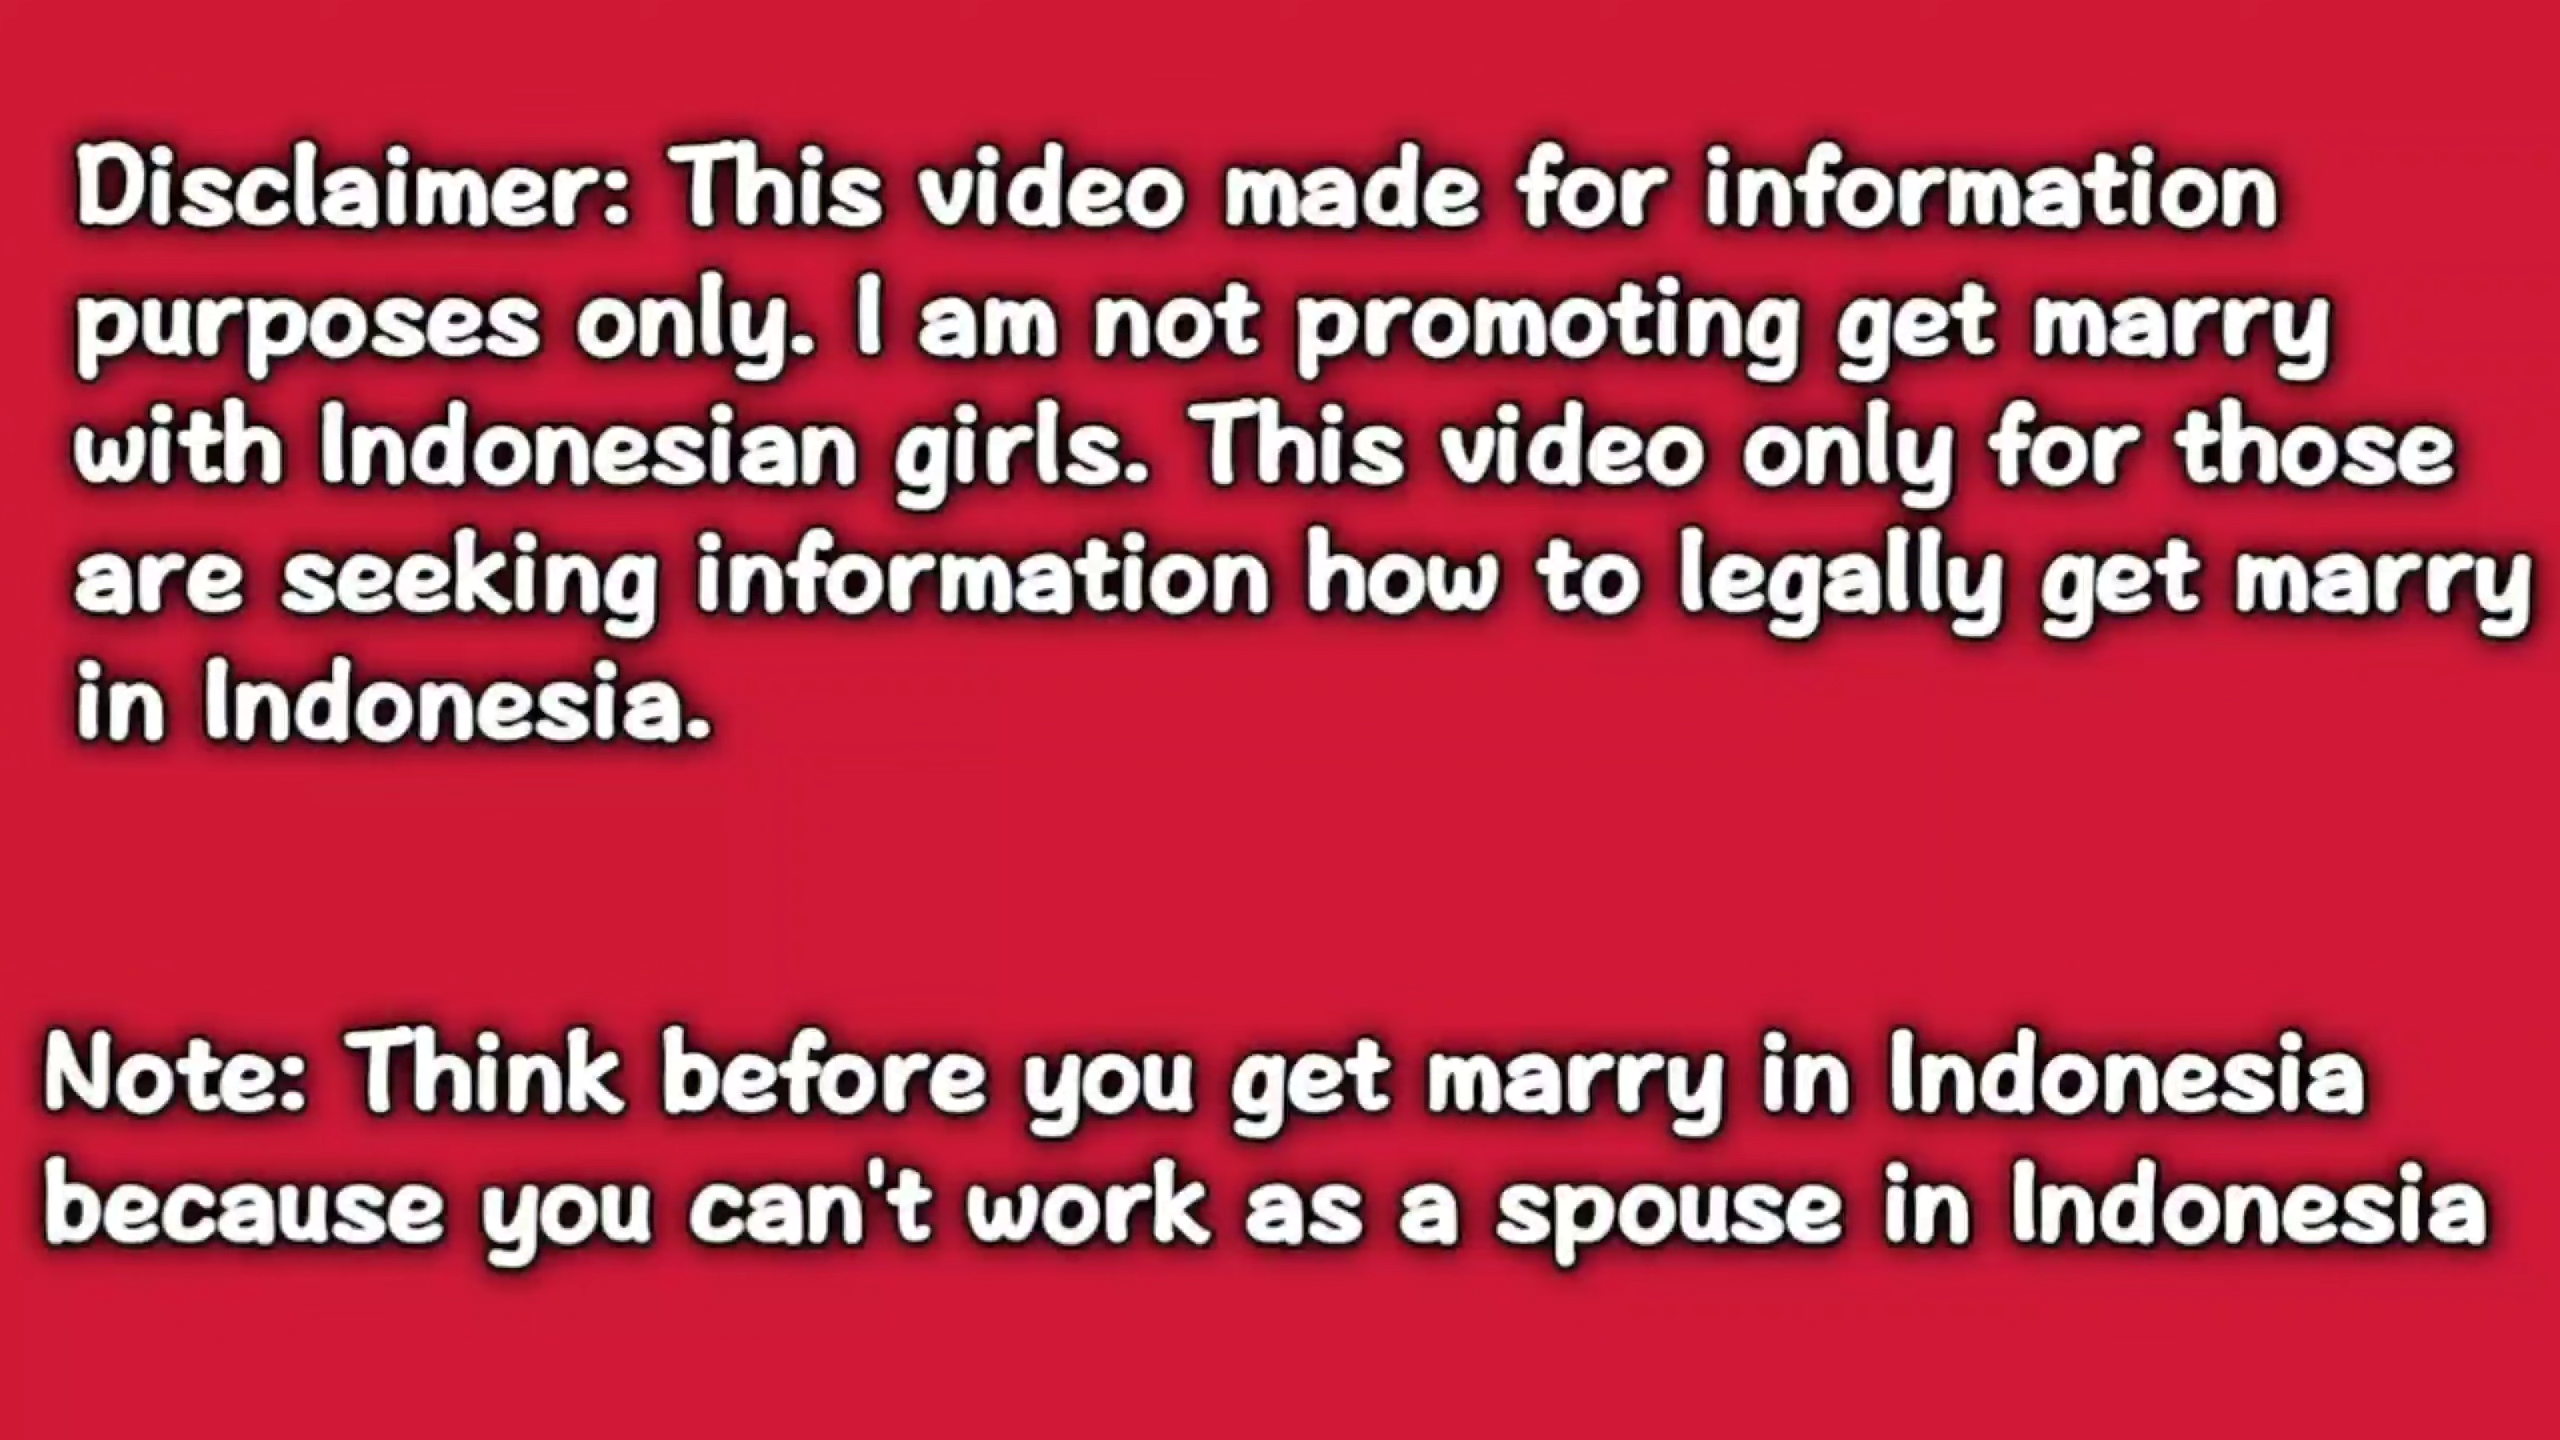 Disclaimer: This video made for information
purposes only. I am not promoting get marry
with Indonesian girls. This video only for those
are seeking information how to legally get marry
in Indonesia.
Note: Think before you get marry in Indonesia
because you can't work as a spouse in Indonesia